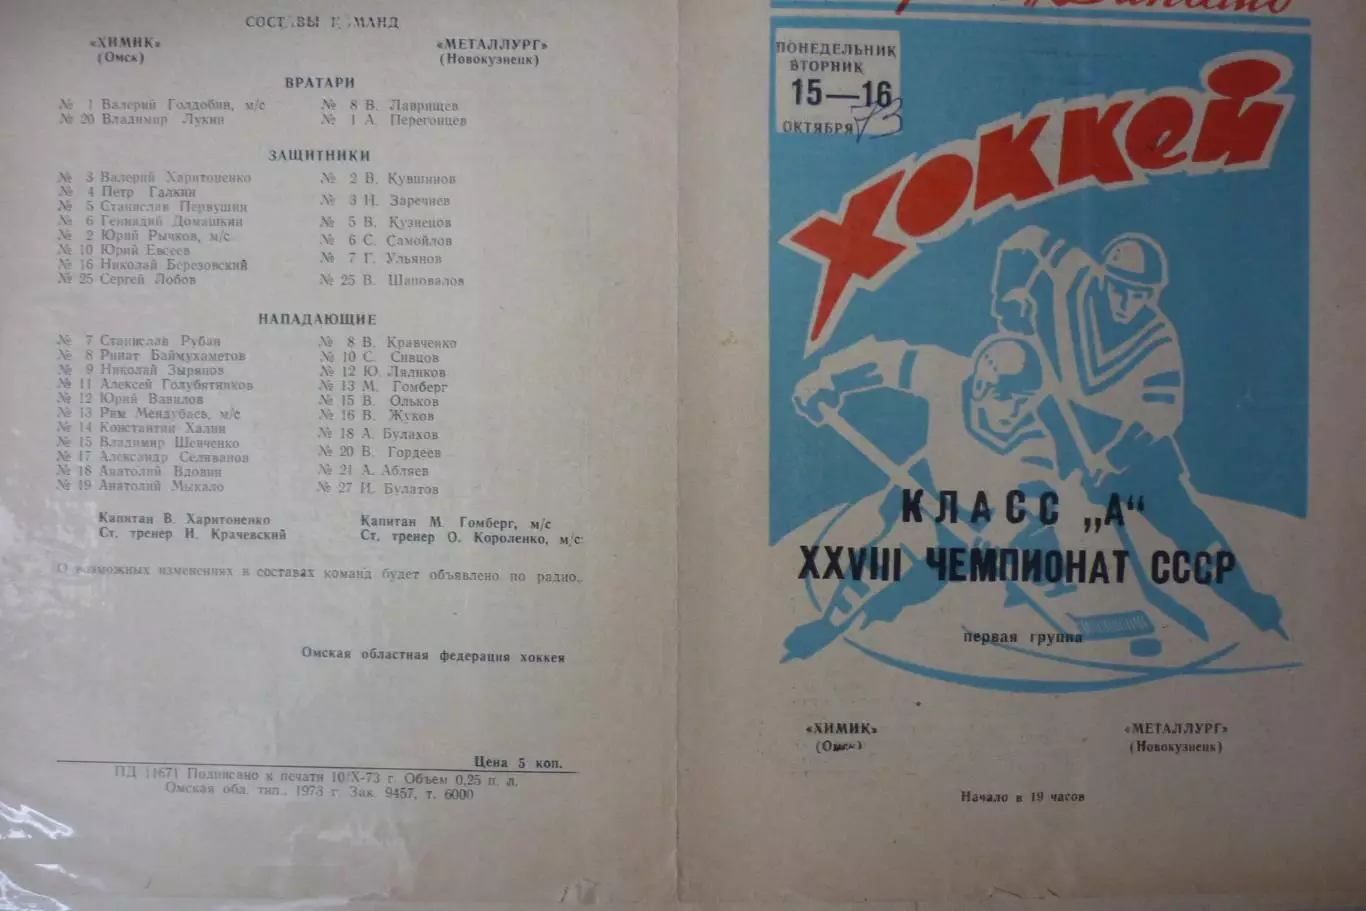 СОСТАВЫ КОМАНД
«ХИМИК» «МЕТАЛЛУРГ»
(Омск) (Новокузнецк)
ВРАТАРИ
№ 1 Валерий Голдобин, м/с № 8 В. Лаврищев
№ 20 Владимир Лукин № 1 А. Перегонцев
ЗАЩИТНИКИ
№ 3 Валерий Харитоненко № 2 В. Кувшинов
№ 4 Петр Галкин
№ 5 Станислав Первушин № 3 Н. Заречнев
№ 6 Геннадий Домашкин № 5 В. Кузнецов
№ 2 Юрий Рычков, м/с № 6 С. Самойлов
№ 10 Юрий Евсеев № 7 Г. Ульянов
№ 16 Николай Березовский
№ 25 Сергей Лобов № 25 В. Шаповалов
НАПАДАЮЩИЕ
№ 7 Станислав Рубан № 8 В. Кравченко
№ 8 Ринат Баймухаметов № 10 С. Сивцов
№ 9 Николай Зырянов № 12 Ю. Ляпиков
№ 11 Алексей Голубятников № 13 М. Гомберг
№ 12 Юрий Вавилов № 15 В. Ольков
№ 13 Рим Мендубаев, м/с № 16 В. Жуков
№ 14 Константин Халин № 18 А. Булахов
№ 15 Владимир Шевченко
№ 17 Александр Селиванов № 20 В. Гордеев
№ 18 Анатолий Вдовин № 21 А. Абляев
№ 19 Анатолий Мыкало № 27 И. Булатов
Капитан В. Харитоненко Капитан М. Гомберг, м/с
Ст. тренер И. Крачевский Ст. тренер О. Короленко, м/с
О возможных изменениях в составах команд будет объявлено по радио.
Омская областная федерация хоккея
Цена 5 коп.
ПД 11671 Подписано к печати 10/X-73 г. Объем 0,25 п. л.
Омская обл. тип., 1973 г. Зак. 9457, т. 6000
ПОНЕДЕЛЬНИК
ВТОРНИК
15—16
ОКТЯБРЯ 73
ХОККЕЙ
КЛАСС „А“
XXVIII ЧЕМПИОНАТ СССР
первая группа
«ХИМИК» «МЕТАЛЛУРГ»
(Омск) (Новокузнецк)
Начало в 19 часов